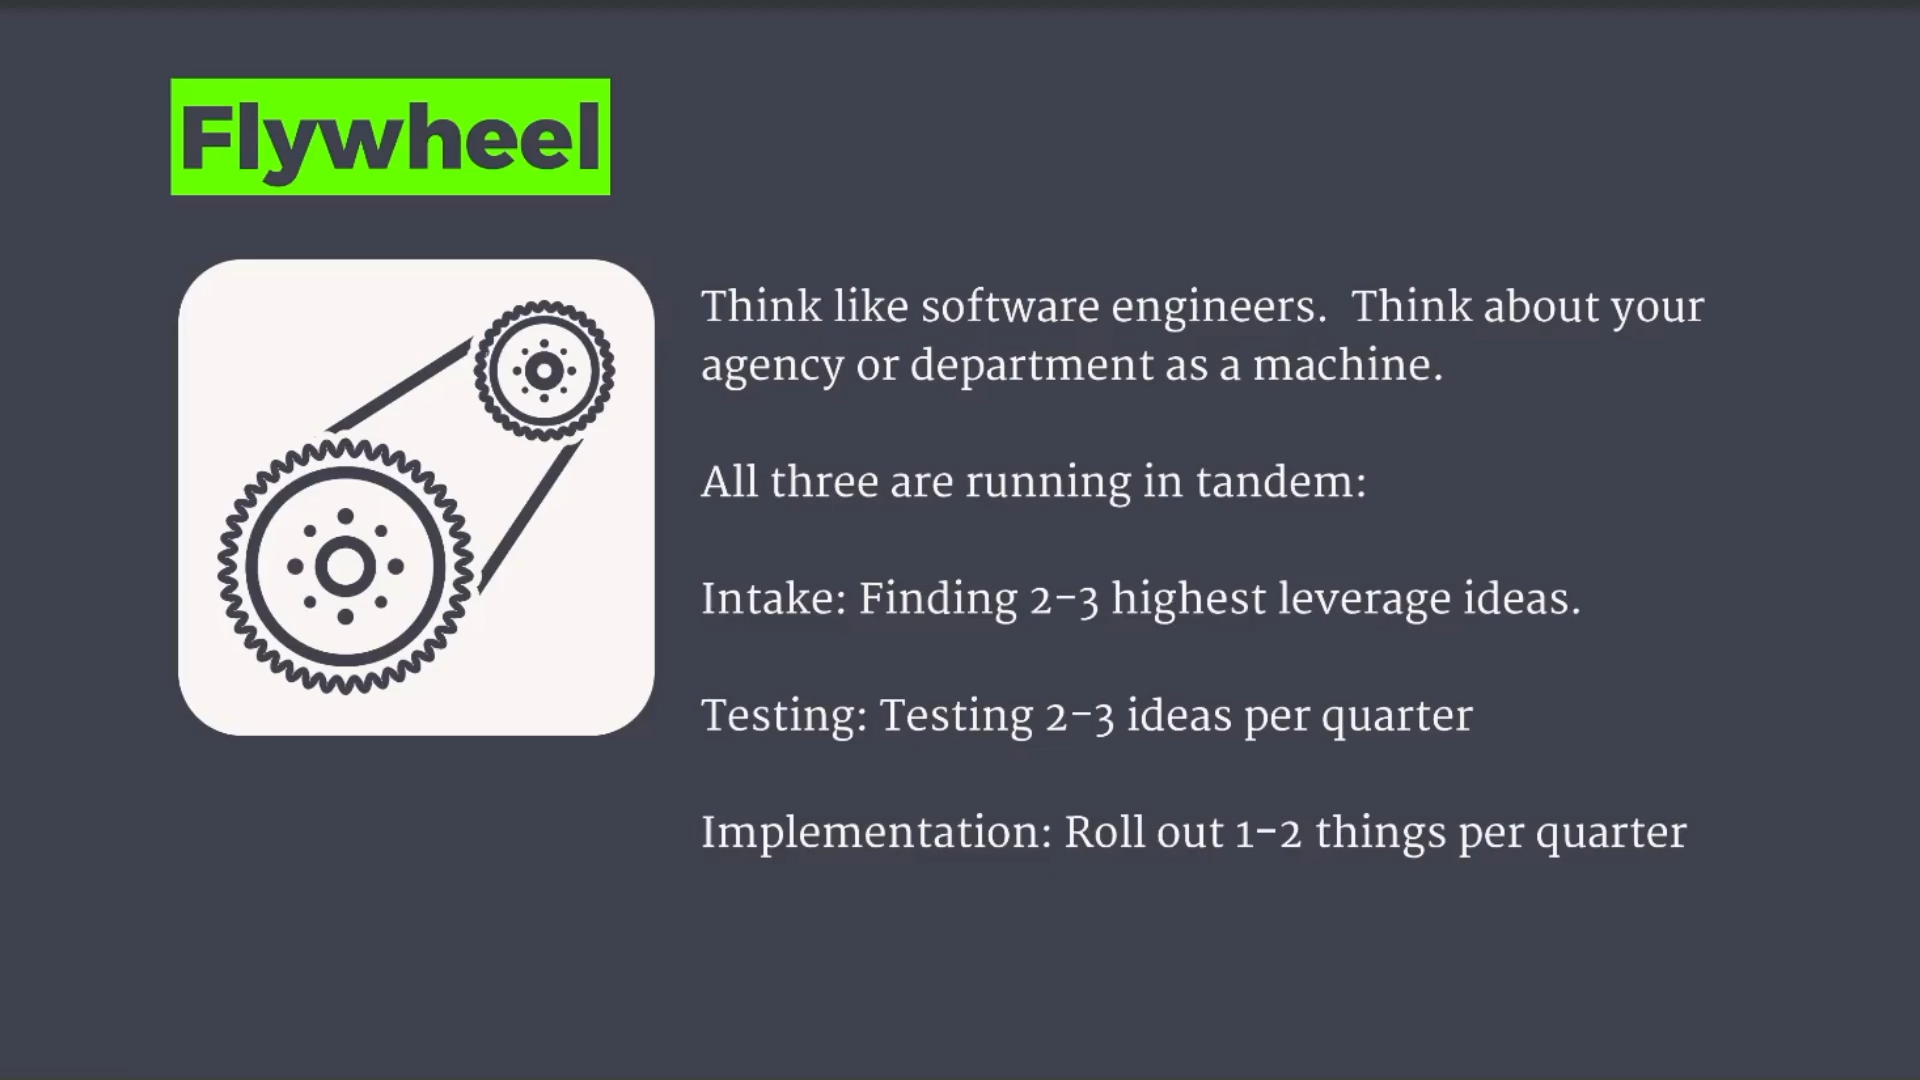 Flywheel
Think like software engineers.  Think about your
agency or department as a machine.
All three are running in tandem:
Intake: Finding 2-3 highest leverage ideas.
Testing: Testing 2-3 ideas per quarter
Implementation: Roll out 1-2 things per quarter